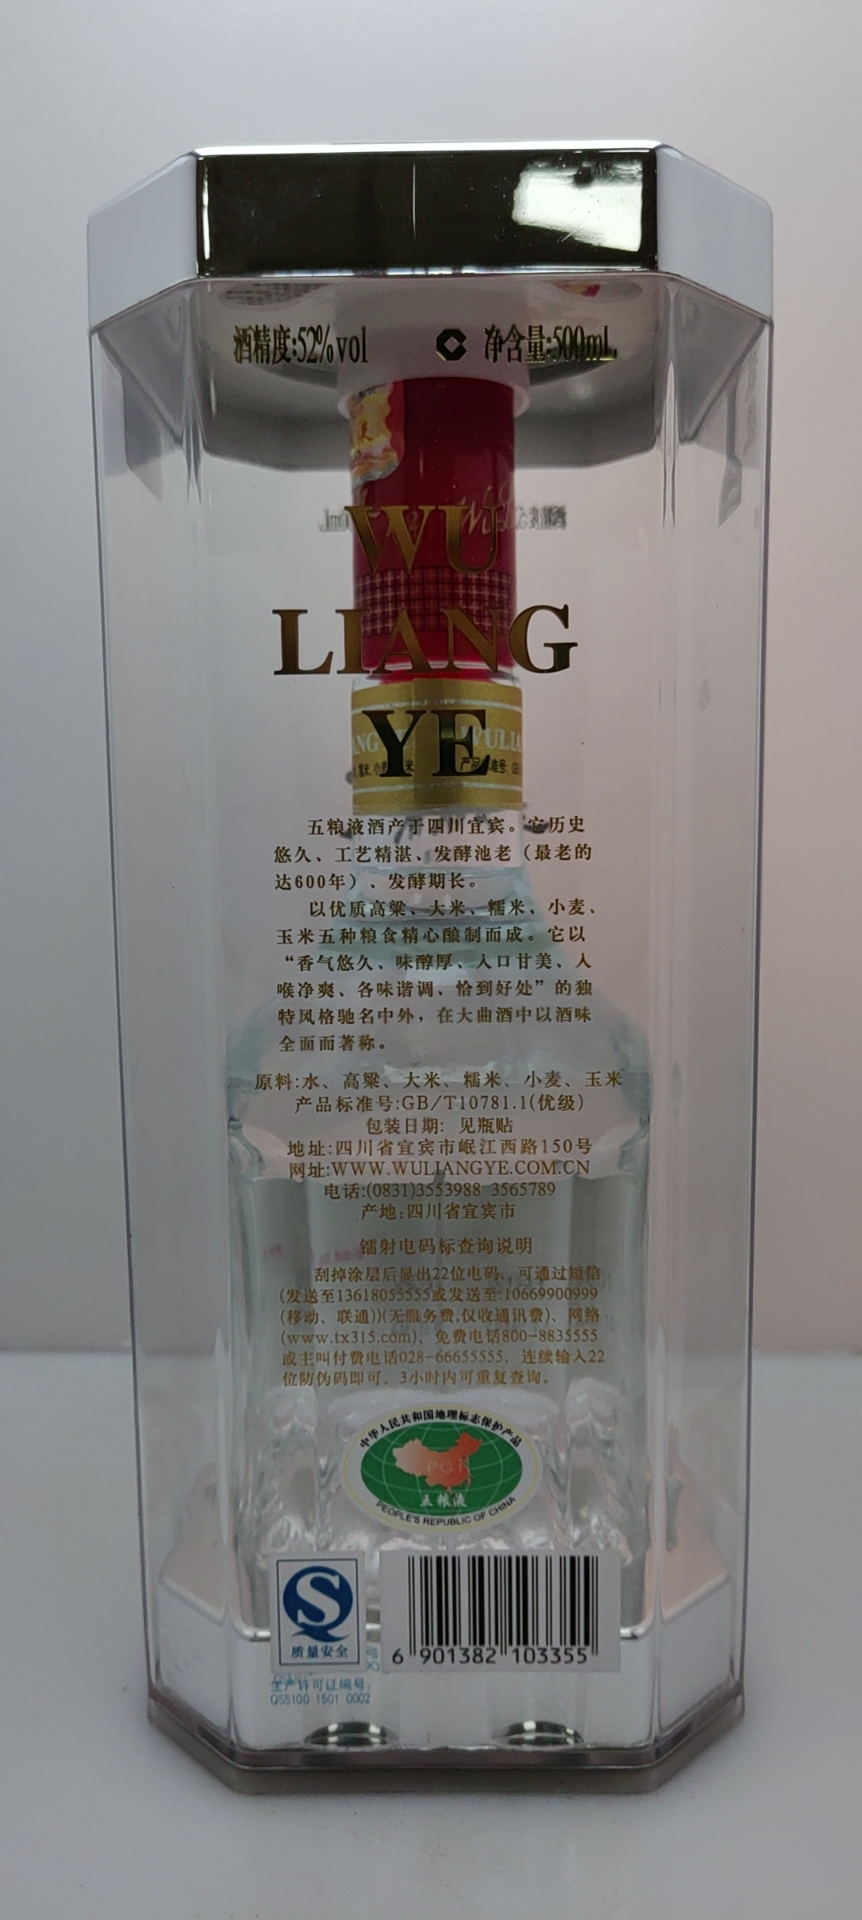 酒精度:52%vol 净含量:500mL
WU
LIANG
YE
五粮液酒产于四川宜宾。它历史
悠久、工艺精湛、发酵池老（最老的
达600年）、发酵期长。
以优质高粱、大米、糯米、小麦、
玉米五种粮食精心酿制而成。它以
“香气悠久、味醇厚、入口甘美、入
喉净爽、各味谐调、恰到好处”的独
特风格驰名中外，在大曲酒中以酒味
全面而著称。
原料:水、高粱、大米、糯米、小麦、玉米
产品标准号:GB/T10781.1(优级)
包装日期: 见瓶贴
地址:四川省宜宾市岷江西路150号
网址:WWW.WULIANGYE.COM.CN
电话:(0831)3553988 3565789
产地:四川省宜宾市
镭射电码标查询说明
刮掉涂层后显出22位电码，可通过短信
(发送至13618055555或发送至:10669900999
(移动、联通))(无服务费,仅收通讯费)、网络
(www.tx315.com)、免费电话800-8835555
或主叫付费电话028-66655555，连续输入22
位防伪码即可。3小时内可重复查询。
中华人民共和国地理标志保护产品
PGI
五粮液
PEOPLE'S REPUBLIC OF CHINA
质量安全
6 901382 103355
生产许可证编号:
QS5100 1501 0002